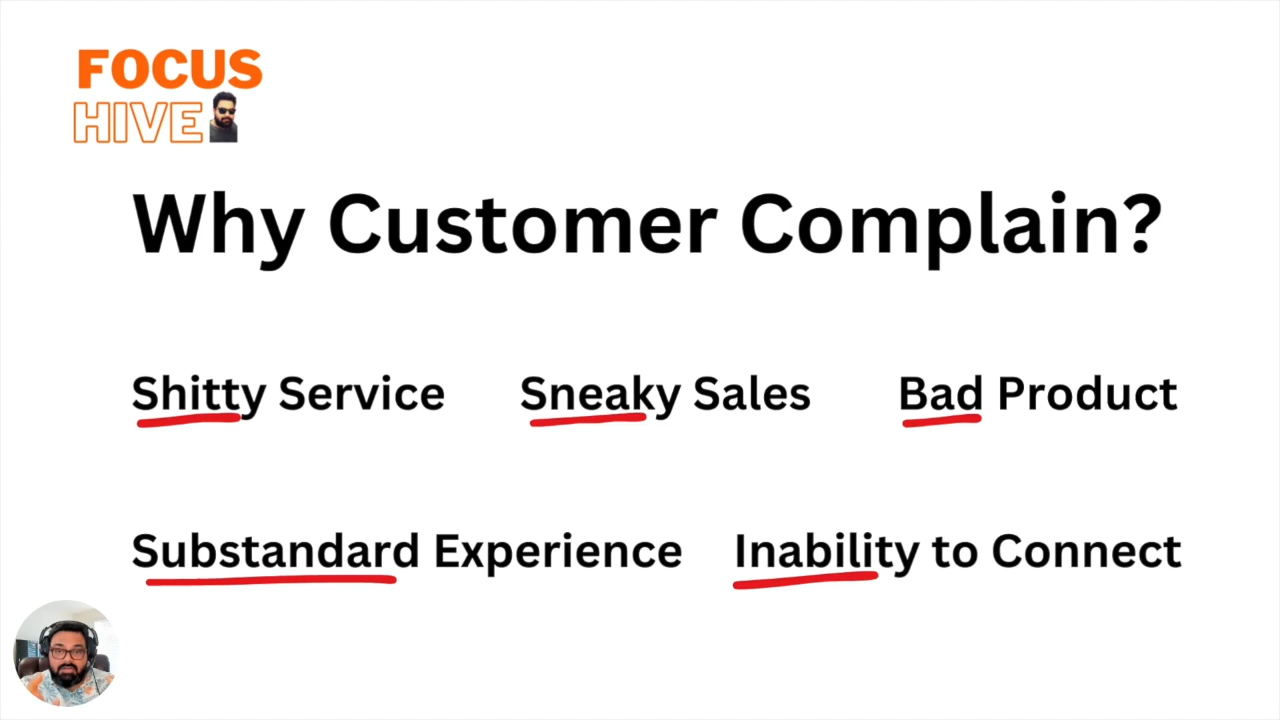 FOCUS
HIVE
Why Customer Complain?
Shitty Service Sneaky Sales Bad Product
Substandard Experience Inability to Connect